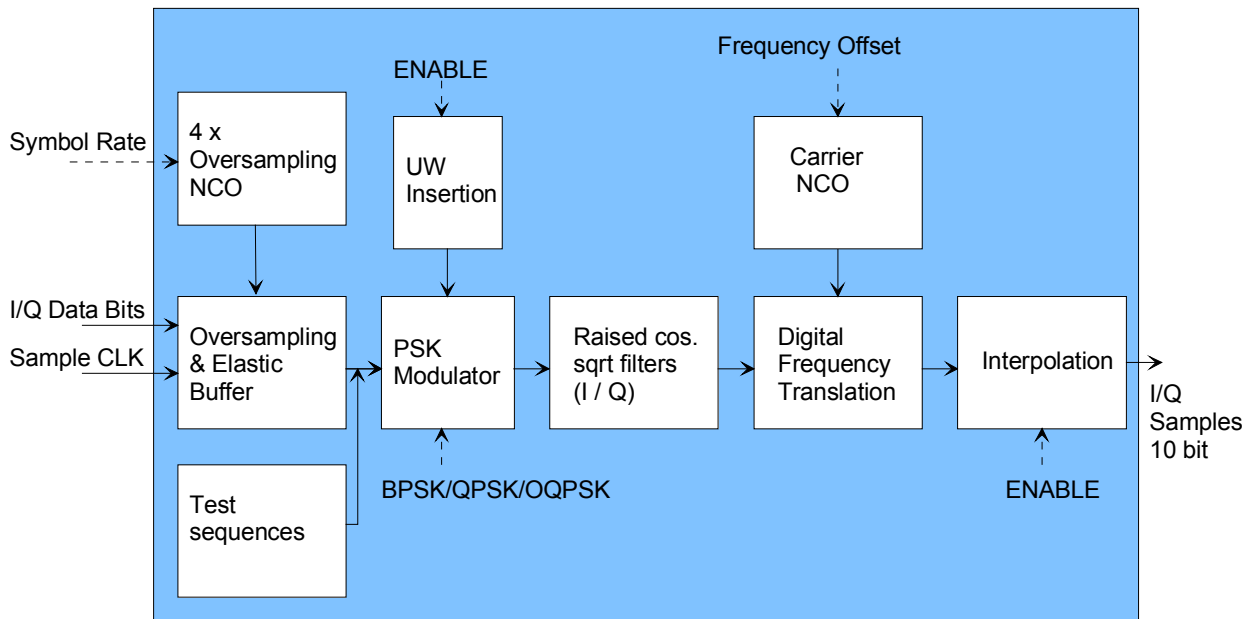 Frequency Offset
ENABLE
Symbol Rate
4 x
Oversampling
NCO
UW
Insertion
Carrier
NCO
I/Q Data Bits
Sample CLK
Oversampling
& Elastic
Buffer
PSK
Modulator
Raised cos.
sqrt filters
(I / Q)
Digital
Frequency
Translation
Interpolation
I/Q
Samples
10 bit
BPSK/QPSK/OQPSK
ENABLE
Test
sequences